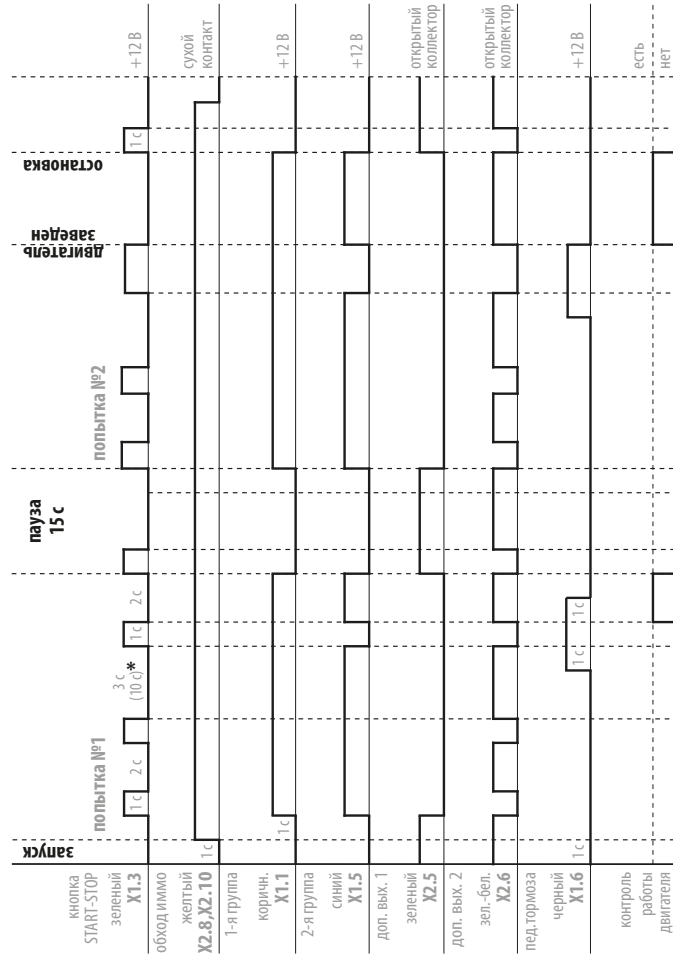 запуск
попытка №1
пауза
15 с
попытка №2
двигатель
заведен
остановка
кнопка
START-STOP
зеленый
X1.3
1 с
2 с
3 с
(10 с)*
1 с
2 с
1 с
+12 В
обход иммо
желтый
X2.8,X2.10
1 с
сухой
контакт
1-я группа
коричн.
X1.1
1 с
+12 В
2-я группа
синий
X1.5
+12 В
доп. вых. 1
зеленый
X2.5
открытый
коллектор
доп. вых. 2
зел.-бел.
X2.6
открытый
коллектор
пед.тормоза
черный
X1.6
1 с
1 с
1 с
+12 В
контроль
работы
двигателя
есть
нет